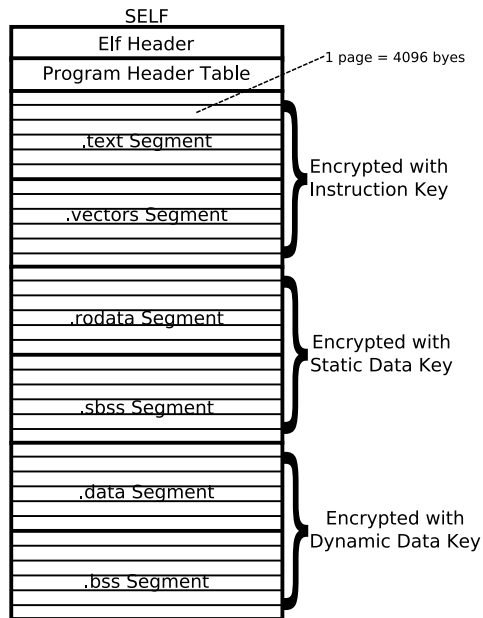 SELF
Elf Header
Program Header Table
1 page = 4096 byes
.text Segment
Encrypted with
Instruction Key
.vectors Segment
.rodata Segment
Encrypted with
Static Data Key
.sbss Segment
.data Segment
Encrypted with
Dynamic Data Key
.bss Segment